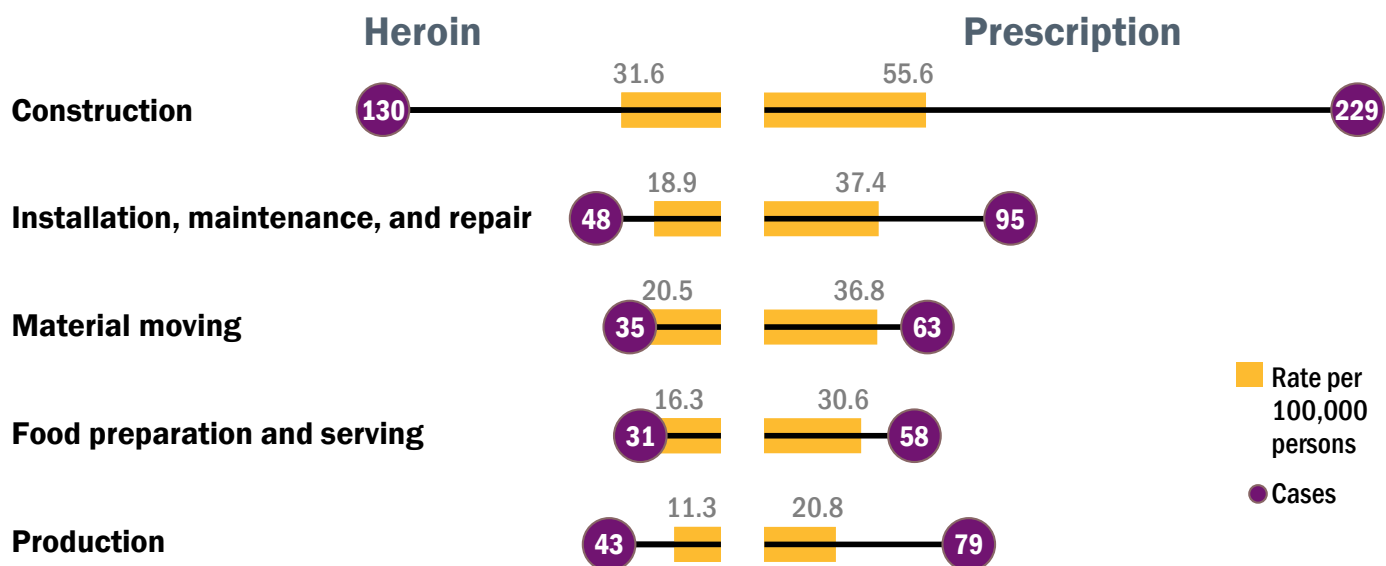 Heroin Prescription
31.6 55.6
Construction 130 229
18.9 37.4
Installation, maintenance, and repair 48 95
20.5 36.8
Material moving 35 63
Rate per
100,000
persons
16.3 30.6
Food preparation and serving 31 58
Cases
11.3 20.8
Production 43 79